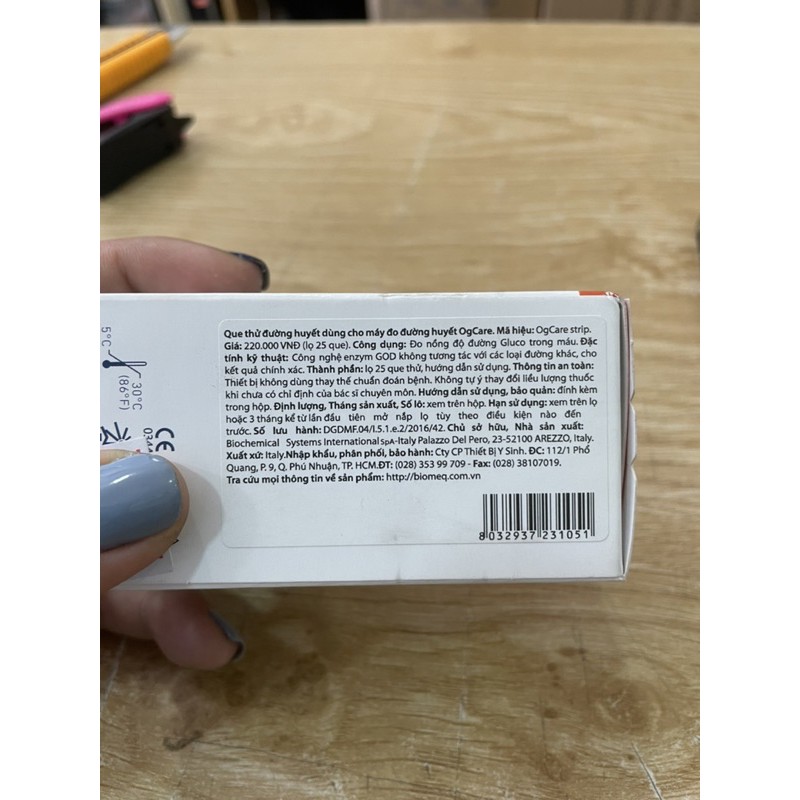 Que thử đường huyết dùng cho máy đo đường huyết OgCare. Mã hiệu: OgCare strip.
Giá: 220.000 VNĐ (lọ 25 que). Công dụng: Đo nồng độ đường Gluco trong máu. Đặc
tính kỹ thuật: Công nghệ enzym GOD không tương tác với các loại đường khác, cho
kết quả chính xác. Thành phần: lọ 25 que thử, hướng dẫn sử dụng. Thông tin an toàn:
Thiết bị không dùng thay thế chuẩn đoán bệnh. Không tự ý thay đổi liều lượng thuốc
khi chưa có chỉ định của bác sĩ chuyên môn. Hướng dẫn sử dụng, bảo quản: đính kèm
trong hộp. Định lượng, Tháng sản xuất, Số lô: xem trên hộp. Hạn sử dụng: xem trên lọ
hoặc 3 tháng kể từ lần đầu tiên mở nắp lọ tùy theo điều kiện nào đến
trước. Số lưu hành: DGDMF.04/I.5.1.e.2/2016/42. Chủ sở hữu, Nhà sản xuất:
Biochemical Systems International SpA-Italy Palazzo Del Pero, 23-52100 AREZZO, Italy.
Xuất xứ: Italy.Nhập khẩu, phân phối, bảo hành: Cty CP Thiết Bị Y Sinh. ĐC: 112/1 Phổ
Quang, P. 9, Q. Phú Nhuận, TP. HCM.ĐT: (028) 353 99 709 - Fax: (028) 38107019.
Tra cứu mọi thông tin về sản phẩm: http://biomeq.com.vn
8 032937 231051
5°C
30°C
(86°F)
CE